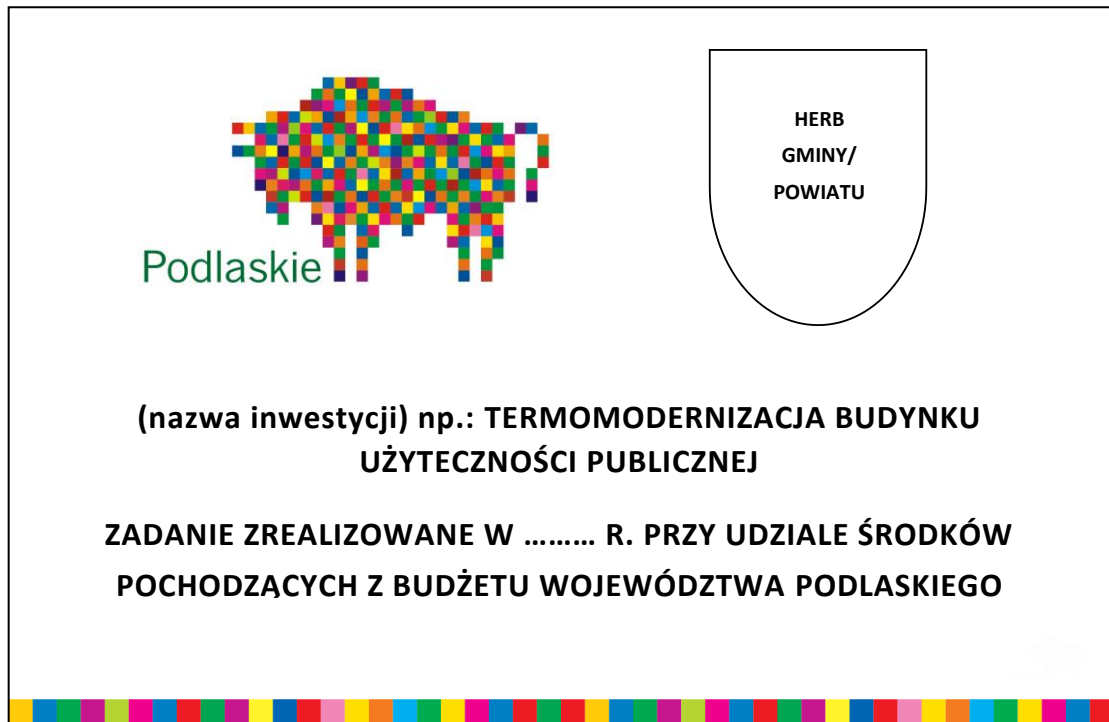 Podlaskie
HERB
GMINY/
POWIATU
(nazwa inwestycji) np.: TERMOMODERNIZACJA BUDYNKU
UŻYTECZNOŚCI PUBLICZNEJ
ZADANIE ZREALIZOWANE W ……… R. PRZY UDZIALE ŚRODKÓW
POCHODZĄCYCH Z BUDŻETU WOJEWÓDZTWA PODLASKIEGO